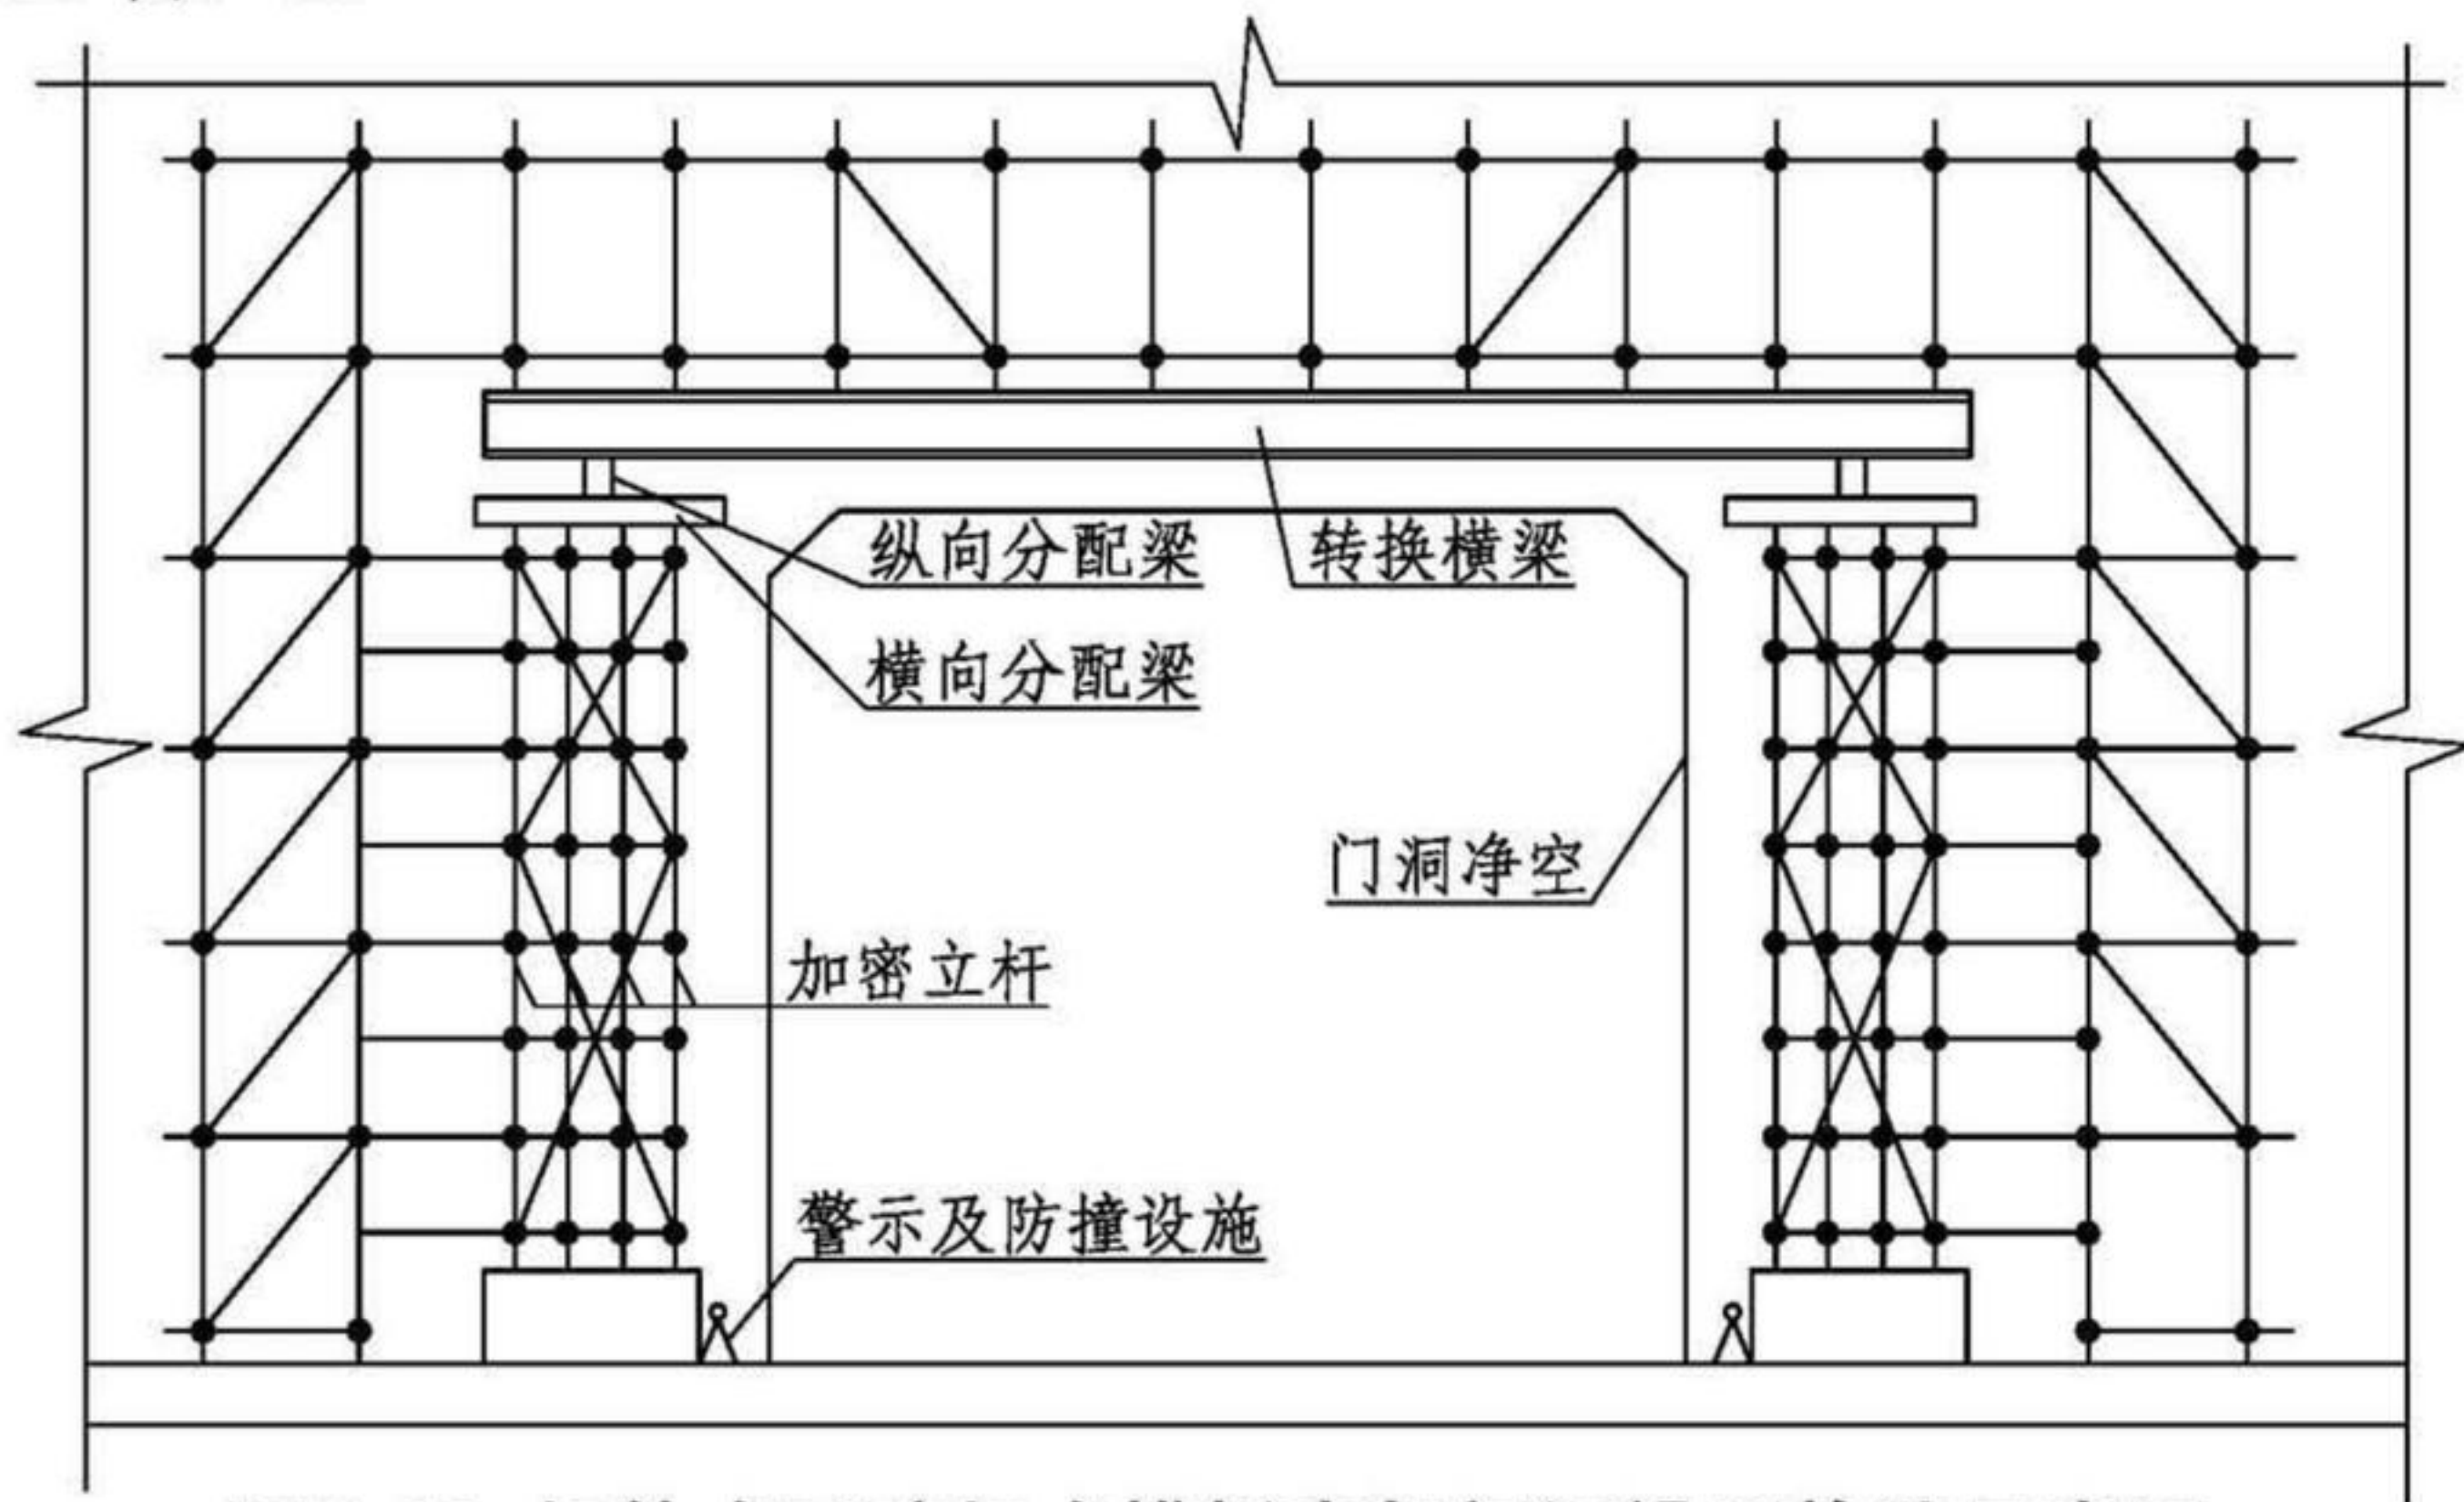 纵向分配梁
转换横梁
横向分配梁
门洞净空
加密立杆
警示及防撞设施